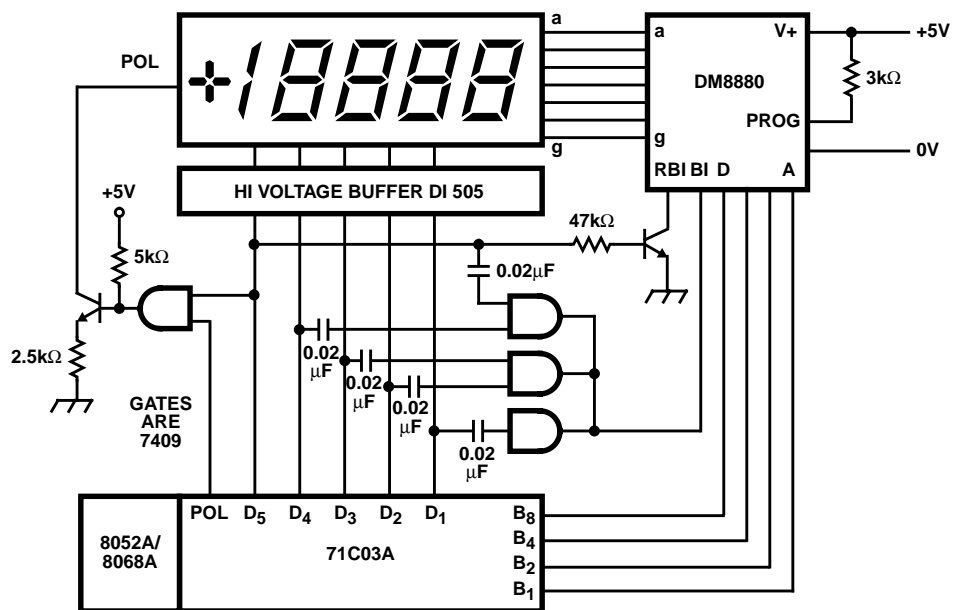 POL
a
g
+18888
a
g
V+
DM8880
PROG
RBI BI D A
+5V
3kΩ
0V
HI VOLTAGE BUFFER DI 505
+5V
5kΩ
2.5kΩ
47kΩ
0.02µF
0.02
µF
0.02
µF
0.02
µF
0.02
µF
GATES
ARE
7409
POL D5 D4 D3 D2 D1
B8
B4
B2
B1
8052A/
8068A
71C03A